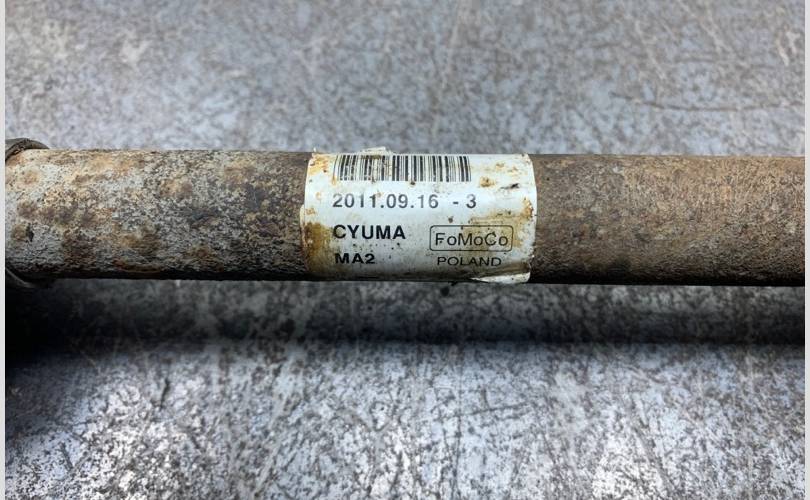 2011.09.16 - 3
CYUMA FoMoCo
MA2 POLAND